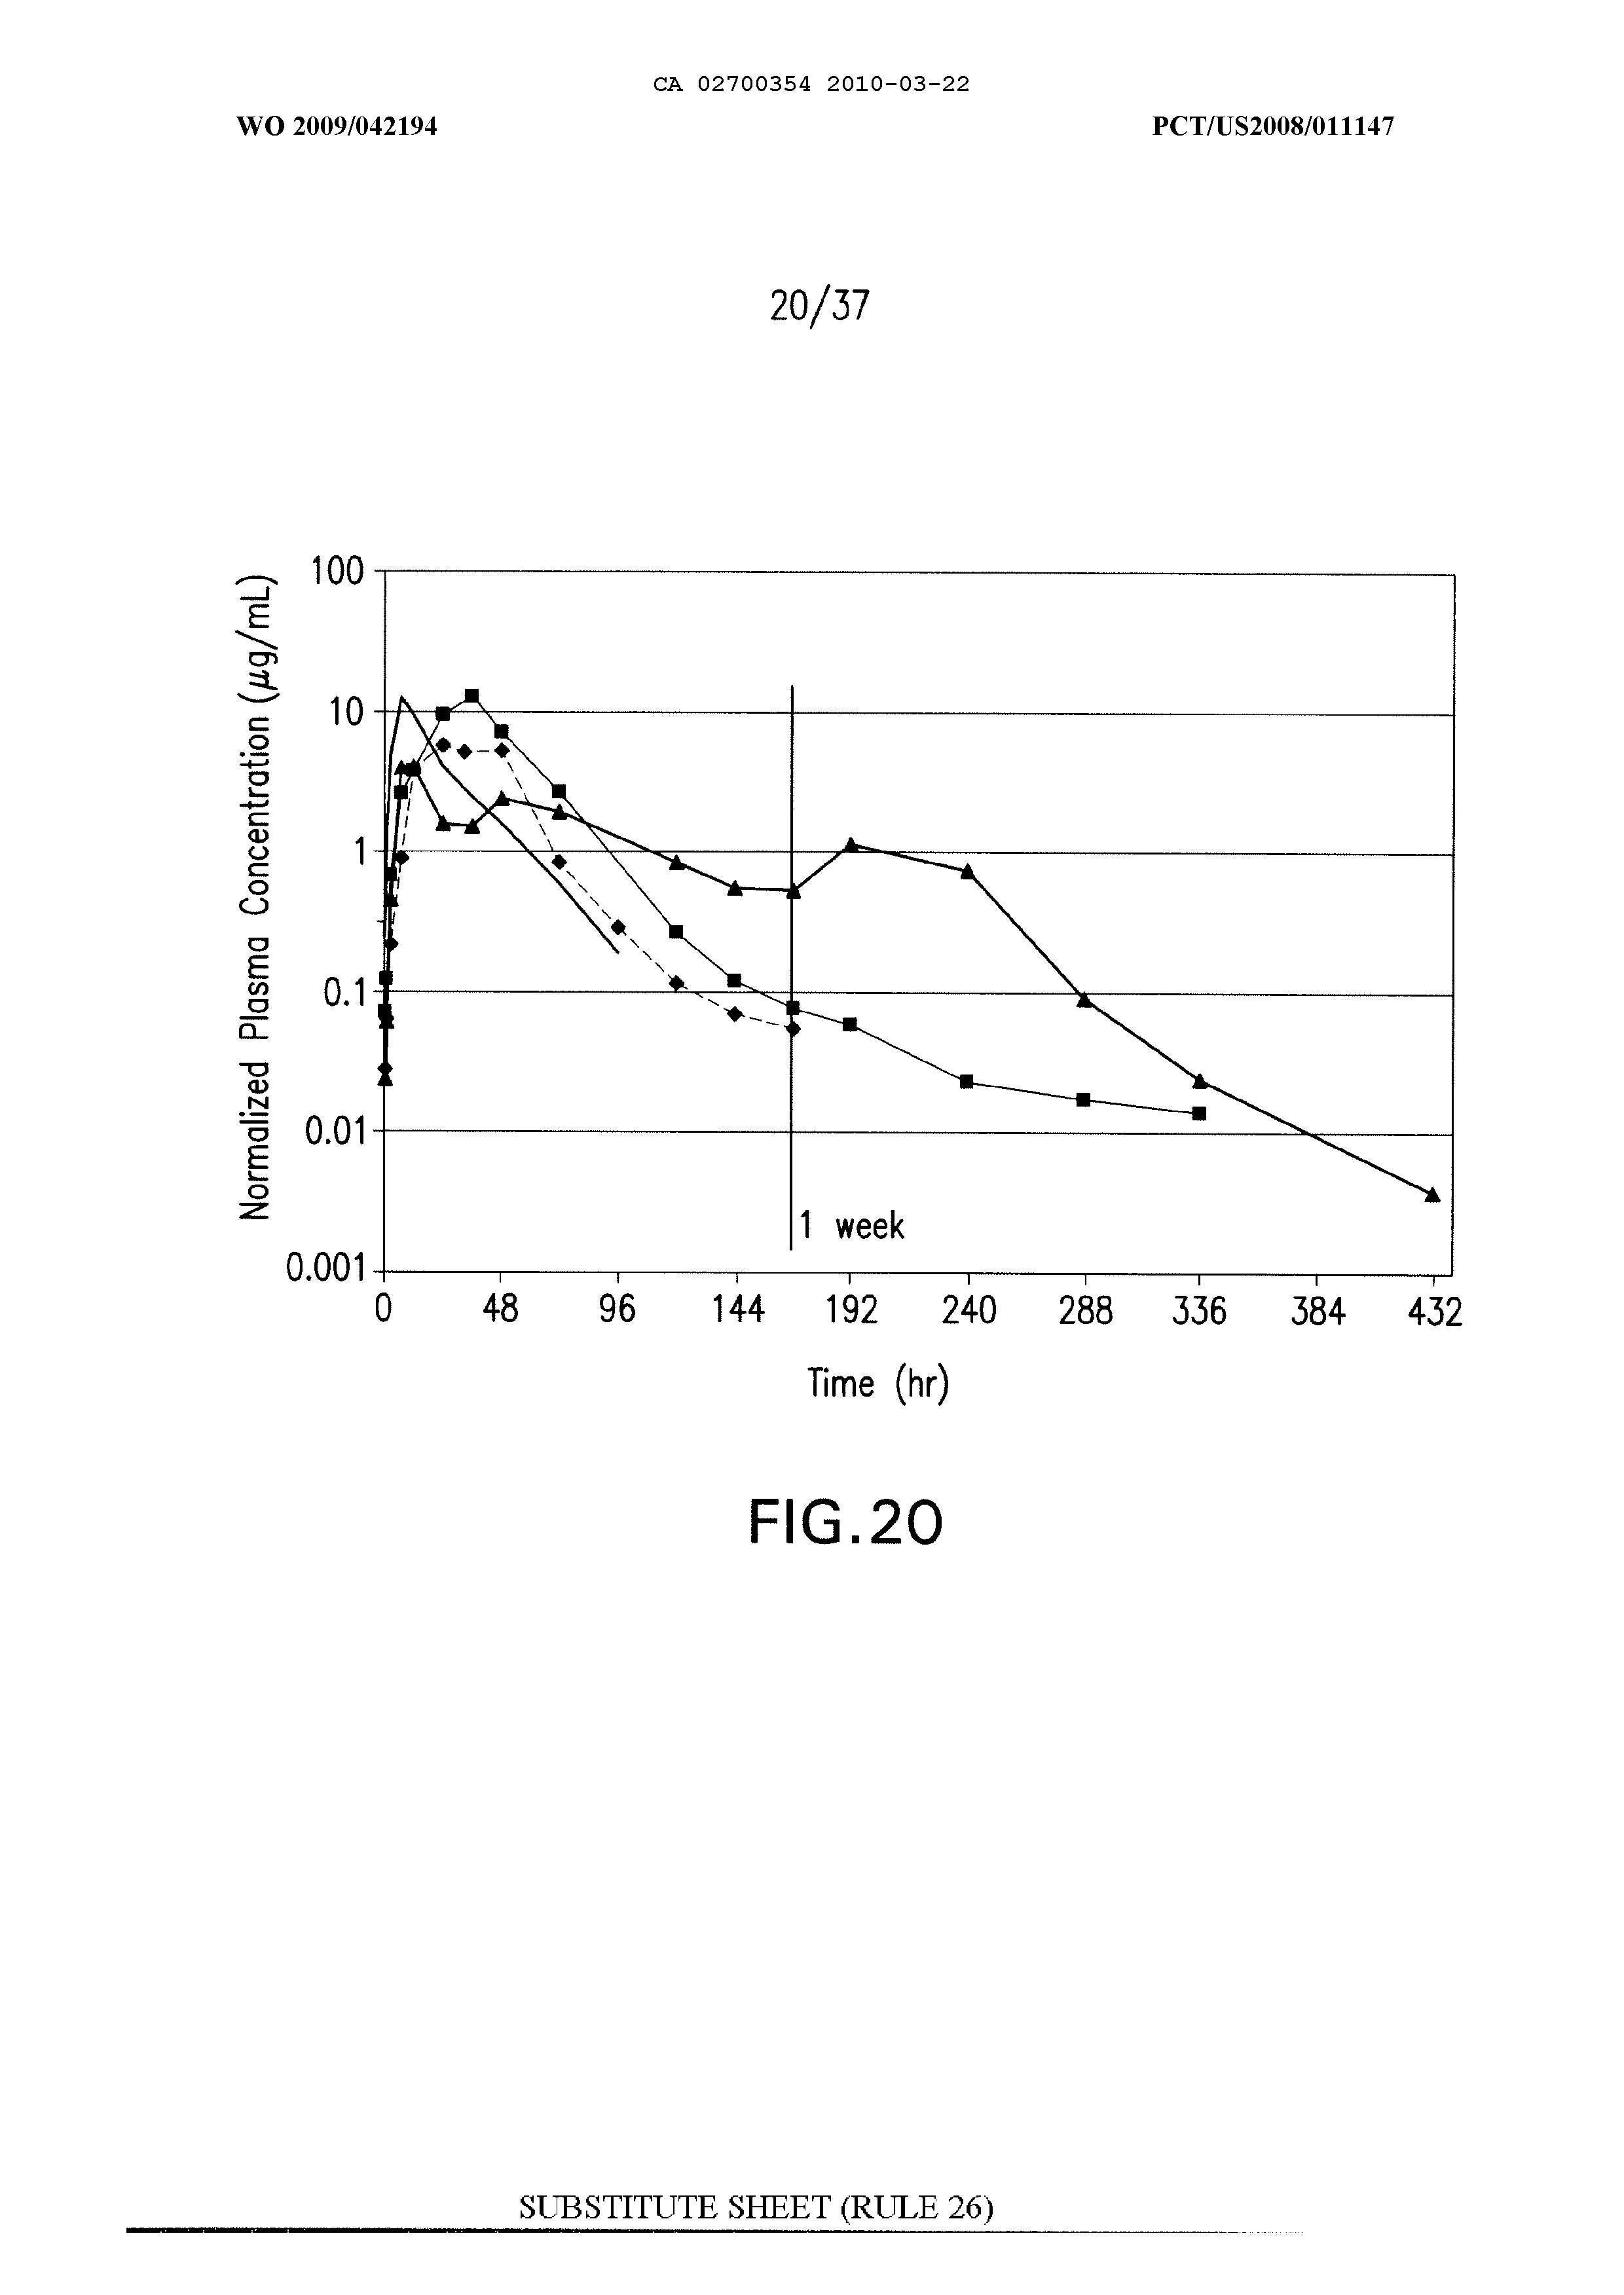 CA 02700354 2010-03-22
WO 2009/042194
PCT/US2008/011147
20/37
Normalized Plasma Concentration (µg/mL)
100
10
1
0.1
0.01
0.001
1 week
0 48 96 144 192 240 288 336 384 432
Time (hr)
FIG.20
SUBSTITUTE SHEET (RULE 26)